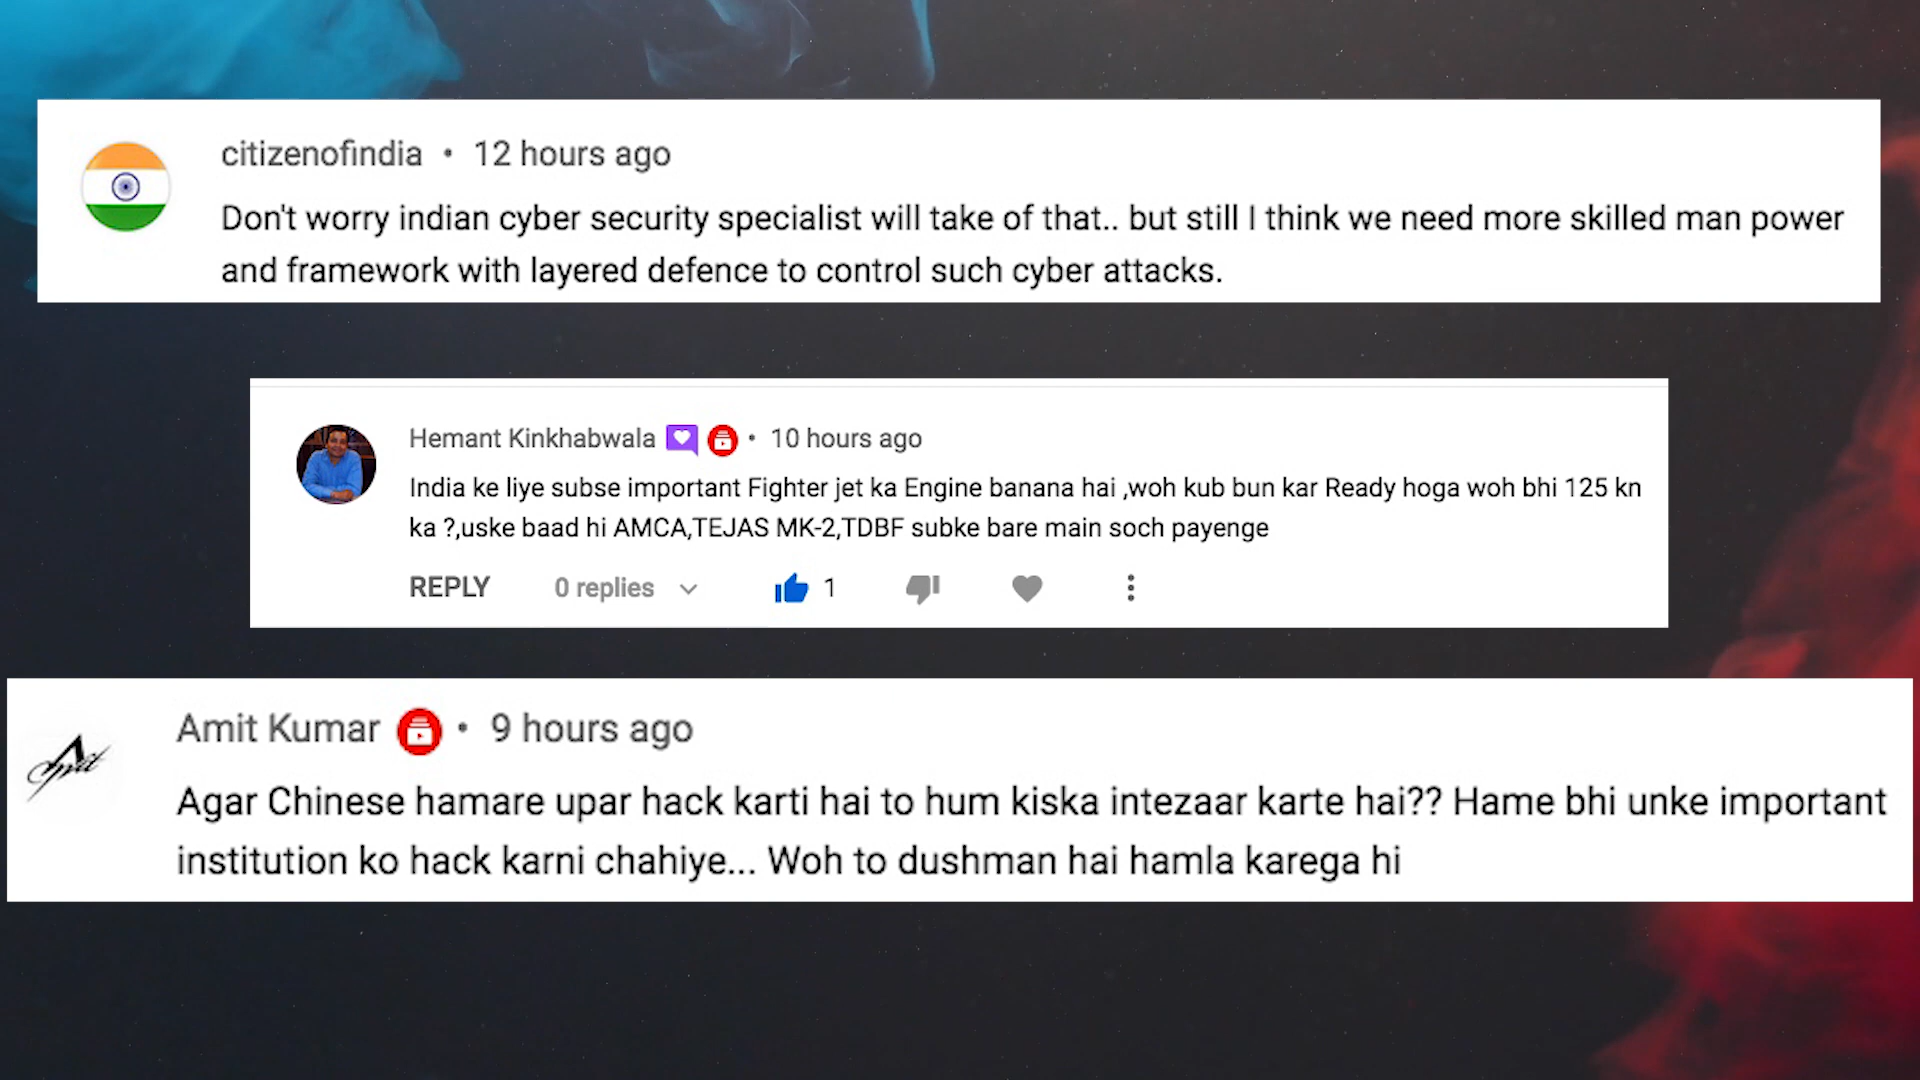 citizenofindia • 12 hours ago
Don't worry indian cyber security specialist will take of that.. but still I think we need more skilled man power
and framework with layered defence to control such cyber attacks.
Hemant Kinkhabwala • 10 hours ago
India ke liye subse important Fighter jet ka Engine banana hai ,woh kub bun kar Ready hoga woh bhi 125 kn
ka ?,uske baad hi AMCA,TEJAS MK-2,TDBF subke bare main soch payenge
REPLY 0 replies 1
Amit Kumar • 9 hours ago
Agar Chinese hamare upar hack karti hai to hum kiska intezaar karte hai?? Hame bhi unke important
institution ko hack karni chahiye... Woh to dushman hai hamla karega hi